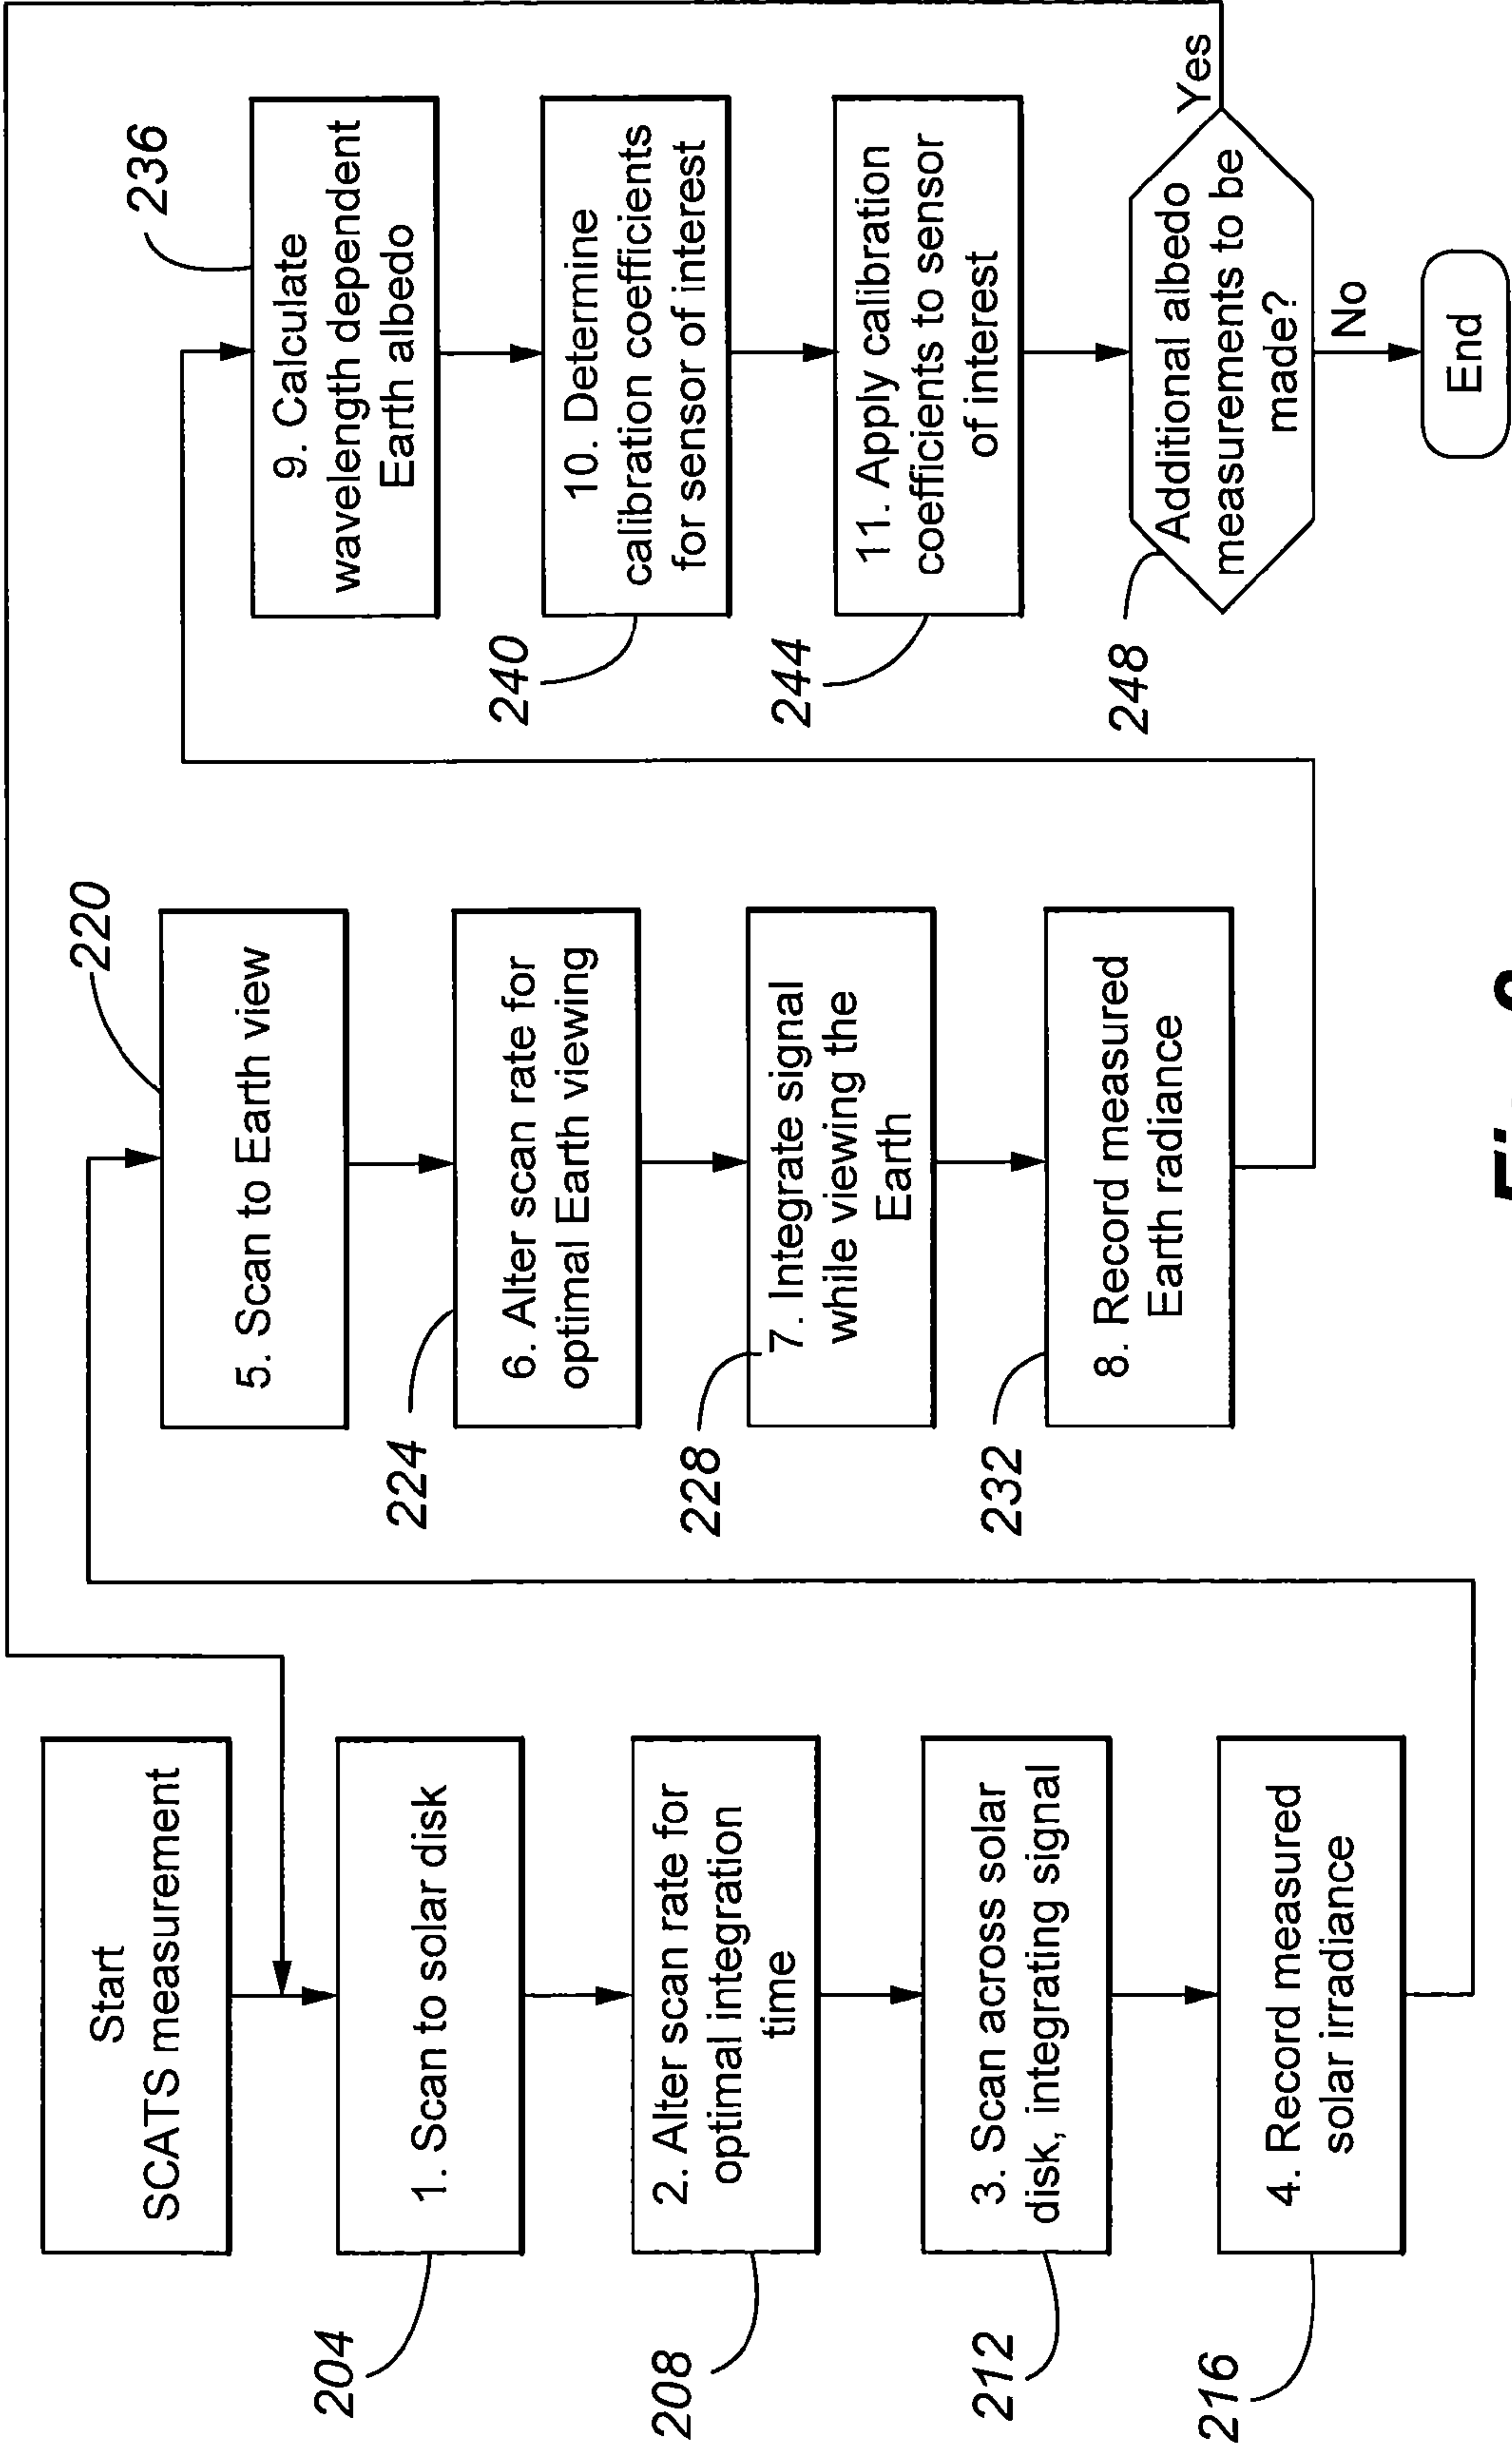 Start
SCATS measurement
204
1. Scan to solar disk
208
2. Alter scan rate for
optimal integration
time
212
3. Scan across solar
disk, integrating signal
216
4. Record measured
solar irradiance
220
5. Scan to Earth view
224
6. Alter scan rate for
optimal Earth viewing
228
7. Integrate signal
while viewing the
Earth
232
8. Record measured
Earth radiance
236
9. Calculate
wavelength dependent
Earth albedo
240
10. Determine
calibration coefficients
for sensor of interest
244
11. Apply calibration
coefficients to sensor
of interest
248
Additional albedo
measurements to be
made?
Yes
No
End